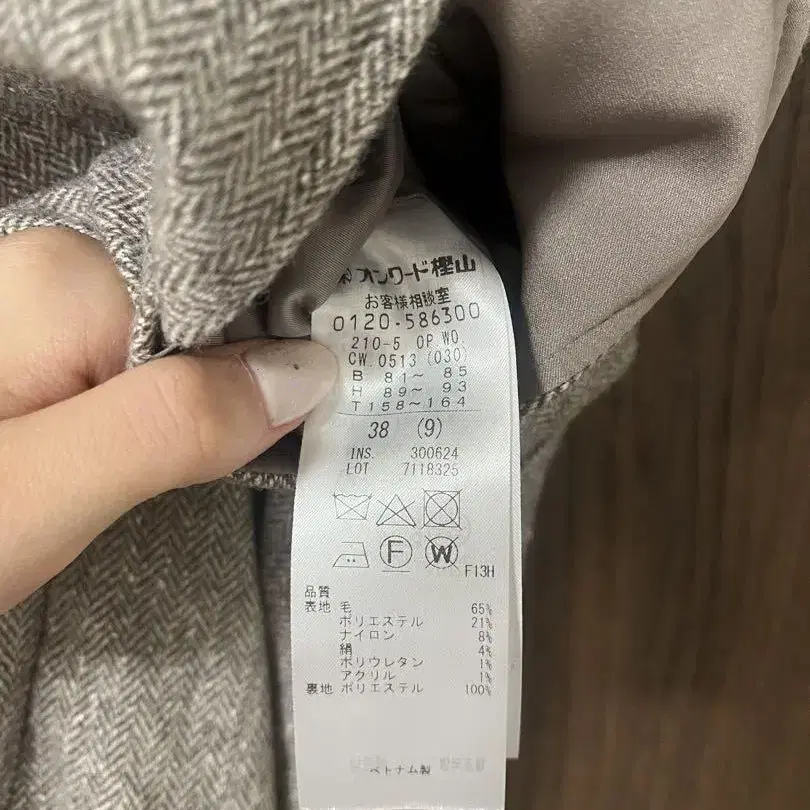 ㈱オンワード樫山
お客様相談室
0120-586300
210-5 OP.WO.
CW.0513 (030)
B 81~ 85
H 89~ 93
T 158~164
38 (9)
INS. 300624
LOT 7118325
F W
F13H
品質
表地 毛 65%
ポリエステル 21%
ナイロン 8%
絹 4%
ポリウレタン 1%
アクリル 1%
裏地 ポリエステル 100%
ベトナム製